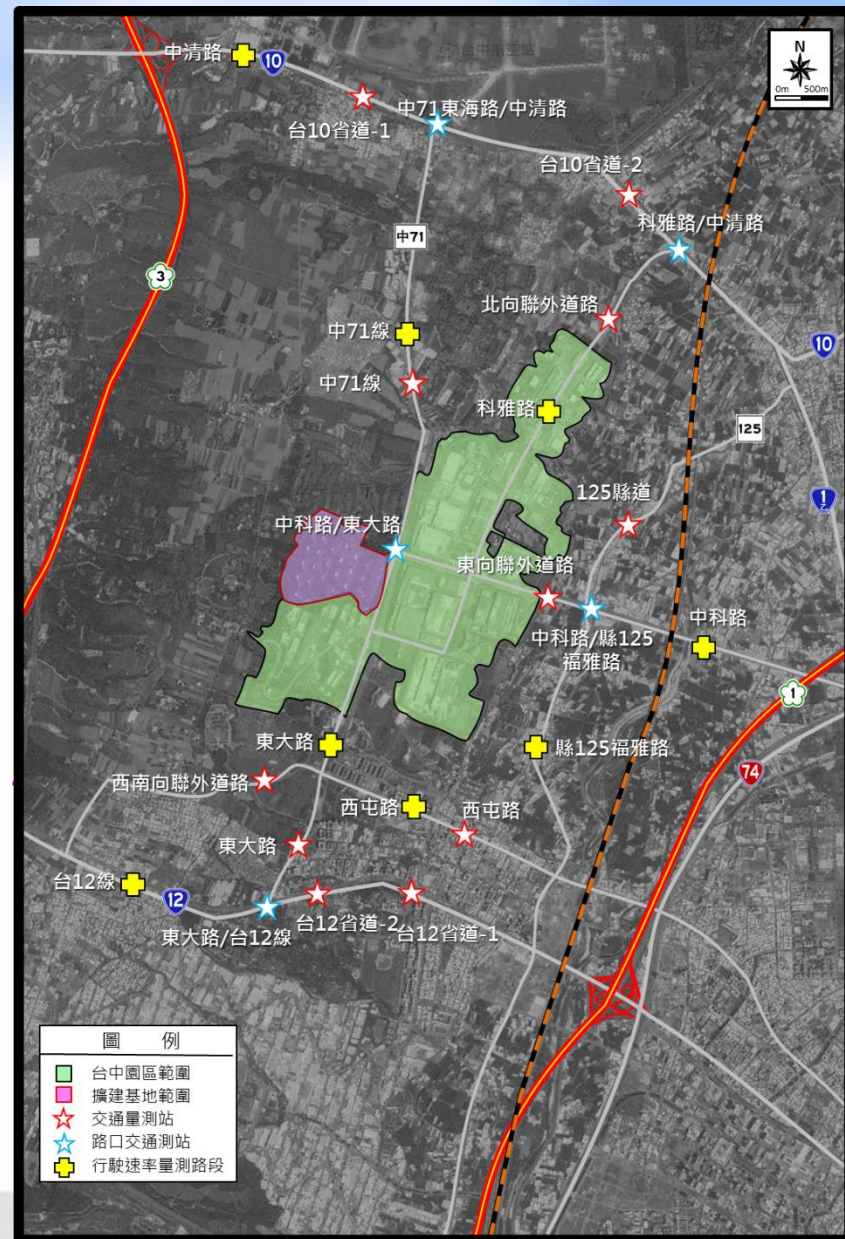 N
0m 500m
中清路
10
台10省道-1
中71東海路/中清路
台10省道-2
科雅路/中清路
中71
3
北向聯外道路
中71線
10
中71線
科雅路
125
125縣道
1乙
中科路/東大路
東向聯外道路
中科路/縣125
福雅路
中科路
1
東大路
縣125福雅路
74
西南向聯外道路
西屯路
西屯路
東大路
台12線
12
台12省道-2
台12省道-1
東大路/台12線
圖 例
台中園區範圍
擴建基地範圍
交通量測站
路口交通測站
行駛速率量測路段